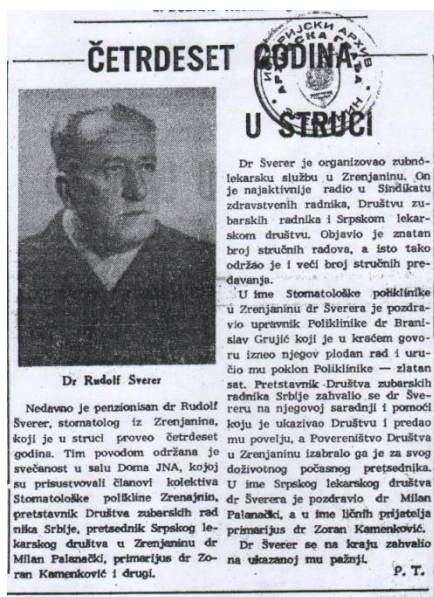 ČETRDESET GODINA
U STRUCI
Dr Rudolf Sverer
Nedavno je penzionisan dr Rudolf
Šverer, stomatolog iz Zrenjanina,
koji je u struci proveo četrdeset
godina. Tim povodom održana je
svečanost u salu Doma JNA, kojoj
su prisustvovali članovi kolektiva
Stomatološke polikline Zrenajnin,
pretstavnik Društva zubarskih rad
nika Srbije, pretsednik Srpskog le-
karskog društva u Zrenjaninu dr
Milan Palanački, primarijus dr Zo-
ran Kamenković i drugi.
Dr Šverer je organizovao zubno-
lekarsku službu u Zrenjaninu. On
je najaktivnije radio u Sindikatu
zdravstvenih radnika, Društvu zu-
barskih radnika i Srpskom lekar-
skom društvu. Objavio je znatan
broj stručnih radova, a isto tako
održao je i veći broj stručnih pre-
davanja.
U ime Stomatološke poliklinike
u Zrenjaninu dr Šverera je pozdra-
vio upravnik Poliklinike dr Brani-
slav Grujić koji je u kraćem govo-
ru izneo njegov plodan rad i uru-
čio mu poklon Poliklinike — zlatan
sat. Pretstavnik Društva zubarskih
radnika Srbije zahvalio se dr Šve-
reru na njegovoj saradnji i pomoći
koju je ukazivao Društvu i predao
mu povelju, a Povereništvo Društva
u Zrenjaninu izabralo ga je za svog
doživotnog počasnog pretsednika.
U ime Srpskog lekarskog društva
dr Šverera je pozdravio dr Milan
Palanački, a u ime ličnih prijatelja
primarijus dr Zoran Kamenković.
Dr Šverer se na kraju zahvalio
na ukazanoj mu pažnji.
P. T.